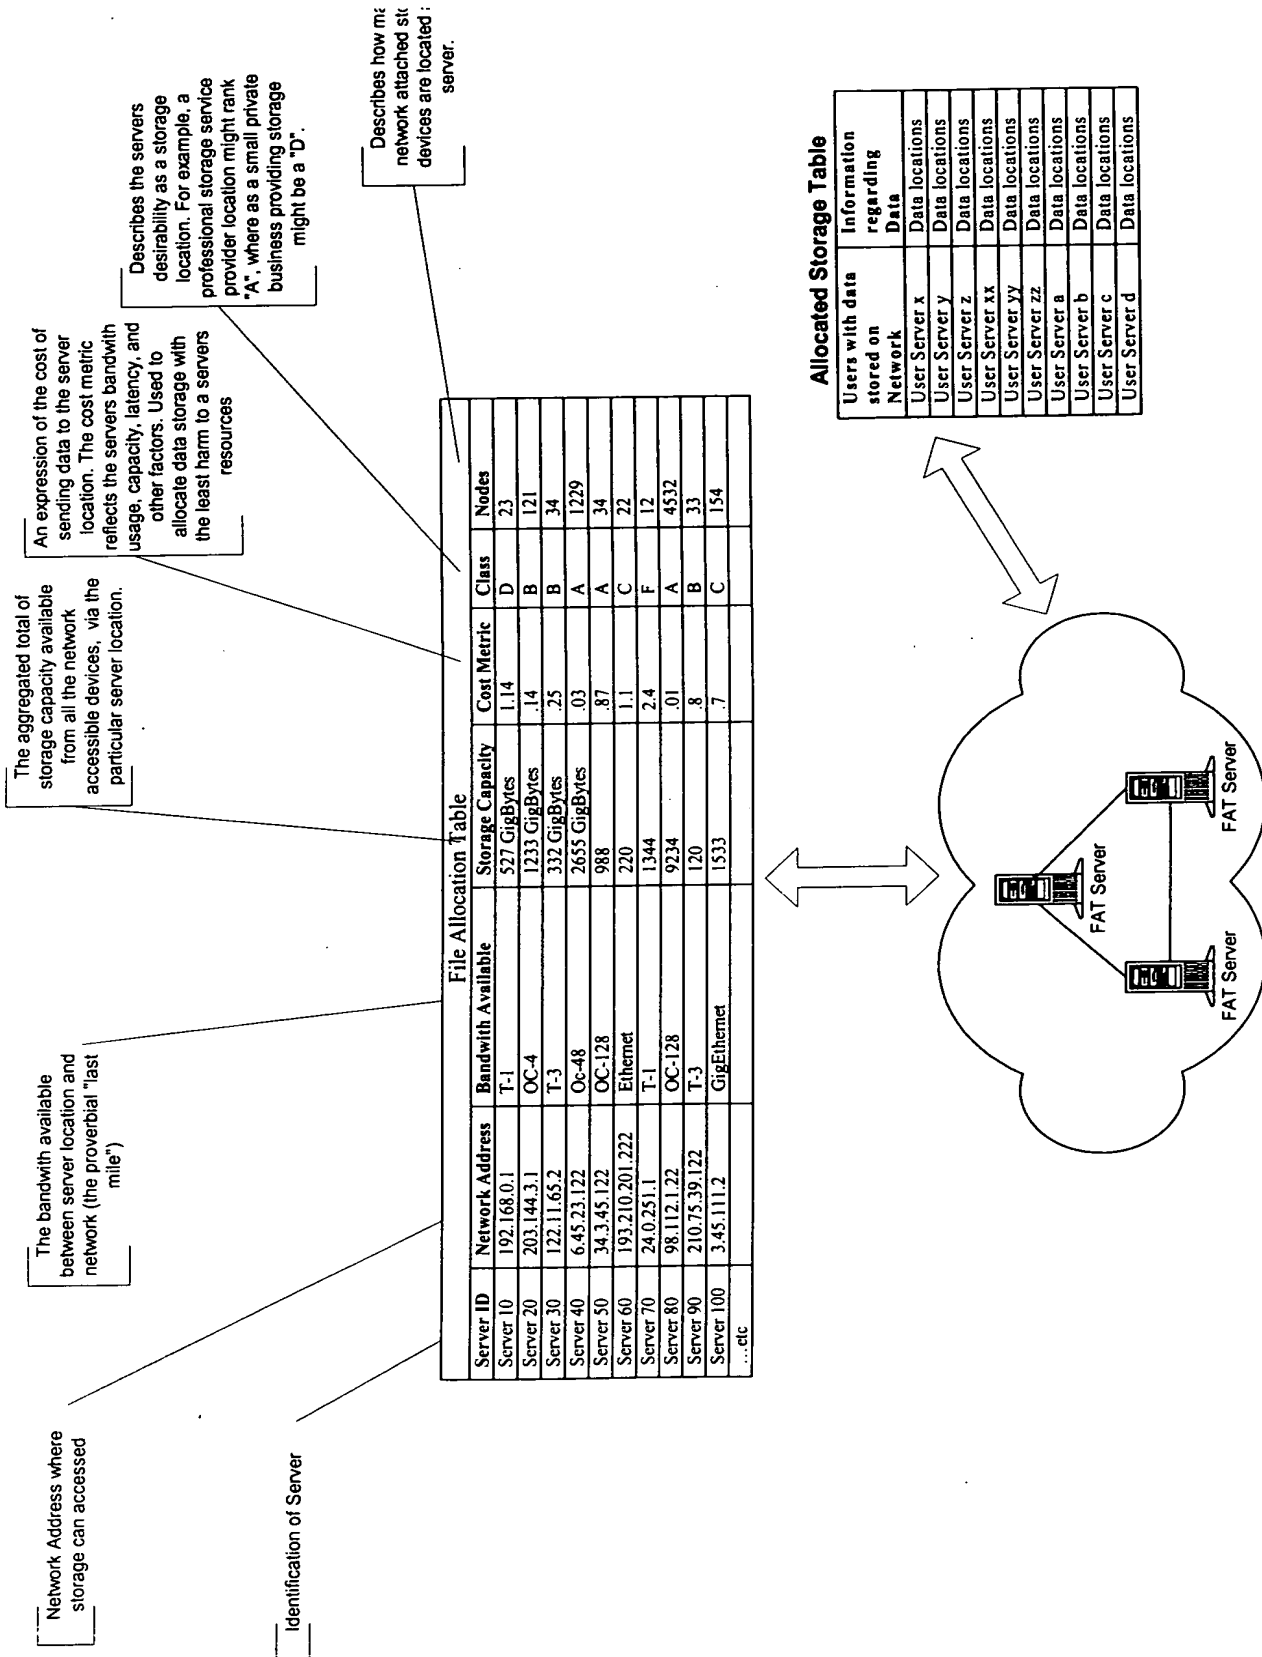 Network Address where
storage can accessed
Identification of Server
The bandwith available
between server location and
network (the proverbial "last
mile")
The aggregated total of
storage capacity available
from all the network
accessible devices, via the
particular server location.
An expression of the cost of
sending data to the server
location. The cost metric
reflects the servers bandwith
usage, capacity, latency, and
other factors. Used to
allocate data storage with
the least harm to a servers
resources
Describes the servers
desirability as a storage
location. For example, a
professional storage service
provider location might rank
"A", where as a small private
business providing storage
might be a "D".
Describes how
network attached
devices are located
server.
File Allocation Table
Server ID Network Address Bandwith Available Storage Capacity Cost Metric Class Nodes
Server 10 192.168.0.1 T-1 527 GigBytes 1.14 D 23
Server 20 203.144.3.1 OC-4 1233 GigBytes .14 B 121
Server 30 122.11.65.2 T-3 332 GigBytes .25 B 34
Server 40 6.45.23.122 Oc-48 2655 GigBytes .03 A 1229
Server 50 34.3.45.122 OC-128 988 .87 A 34
Server 60 193.210.201.222 Ethernet 220 1.1 C 22
Server 70 24.0.251.1 T-1 1344 2.4 F 12
Server 80 98.112.1.22 OC-128 9234 .01 A 4532
Server 90 210.75.39.122 T-3 120 .8 B 33
Server 100 3.45.111.2 GigEthernet 1533 .7 C 154
...etc
Allocated Storage Table
Users with data stored on Network Information regarding Data
User Server x Data locations
User Server y Data locations
User Server z Data locations
User Server xx Data locations
User Server yy Data locations
User Server zz Data locations
User Server a Data locations
User Server b Data locations
User Server c Data locations
User Server d Data locations
FAT Server
FAT Server
FAT Server